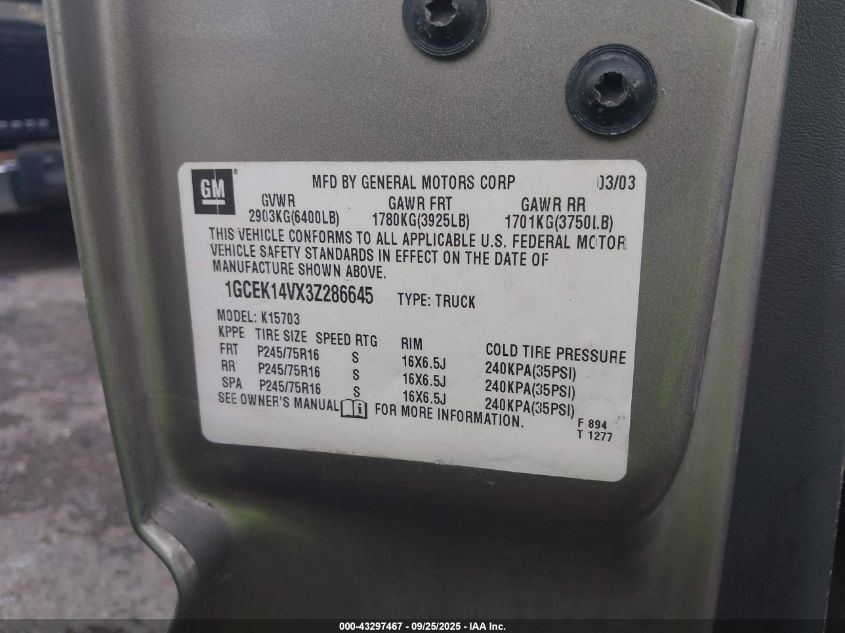 GM
MFD BY GENERAL MOTORS CORP 03/03
GVWR GAWR FRT GAWR RR
2903KG(6400LB) 1780KG(3925LB) 1701KG(3750LB)
THIS VEHICLE CONFORMS TO ALL APPLICABLE U.S. FEDERAL MOTOR
VEHICLE SAFETY STANDARDS IN EFFECT ON THE DATE OF
MANUFACTURE SHOWN ABOVE.
1GCEK14VX3Z286645 TYPE: TRUCK
MODEL: K15703
KPPE TIRE SIZE SPEED RTG RIM COLD TIRE PRESSURE
FRT P245/75R16 S 16X6.5J 240KPA(35PSI)
RR P245/75R16 S 16X6.5J 240KPA(35PSI)
SPA P245/75R16 S 16X6.5J 240KPA(35PSI)
SEE OWNER'S MANUAL i FOR MORE INFORMATION.
F 894
T 1277
000-43297467 - 09/25/2025 - IAA Inc.